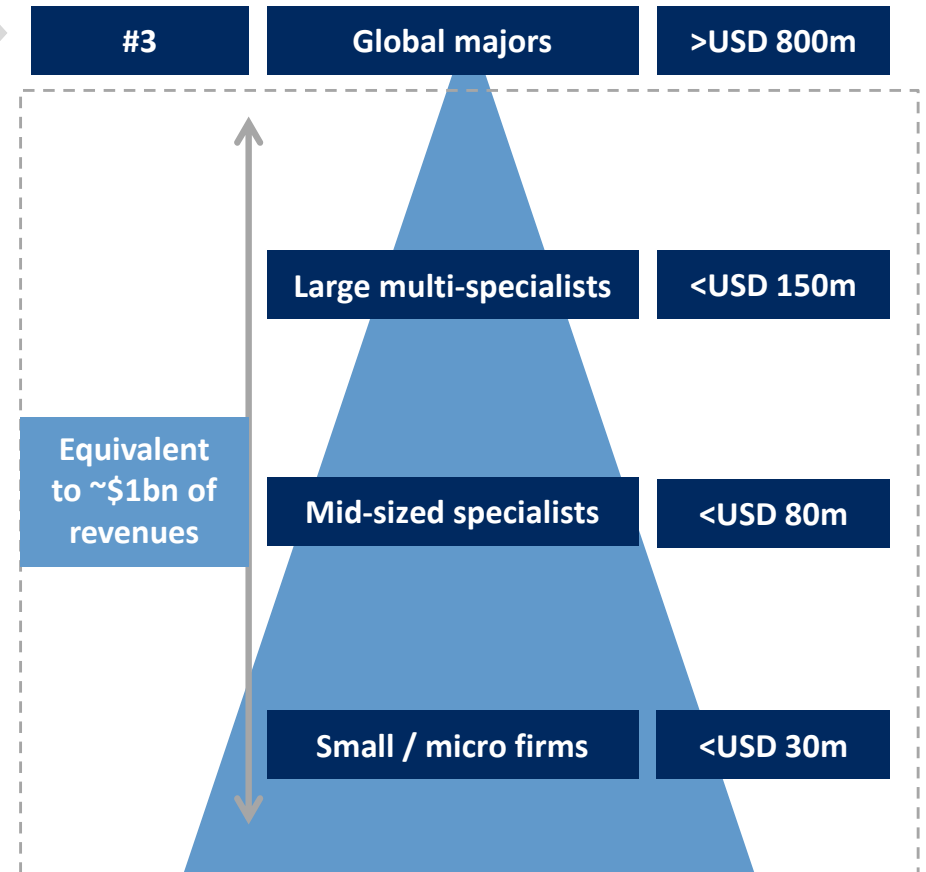 #3
Global majors
>USD 800m
Large multi-specialists
<USD 150m
Equivalent
to ~$1bn of
revenues
Mid-sized specialists
<USD 80m
Small / micro firms
<USD 30m